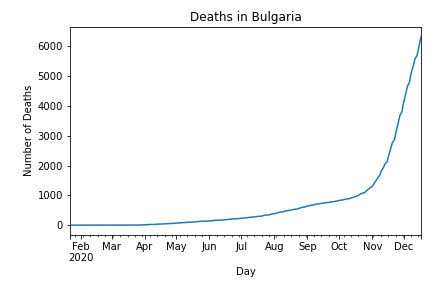 Deaths in Bulgaria
Number of Deaths
6000
5000
4000
3000
2000
1000
0
Feb Mar Apr May Jun Jul Aug Sep Oct Nov Dec
2020
Day